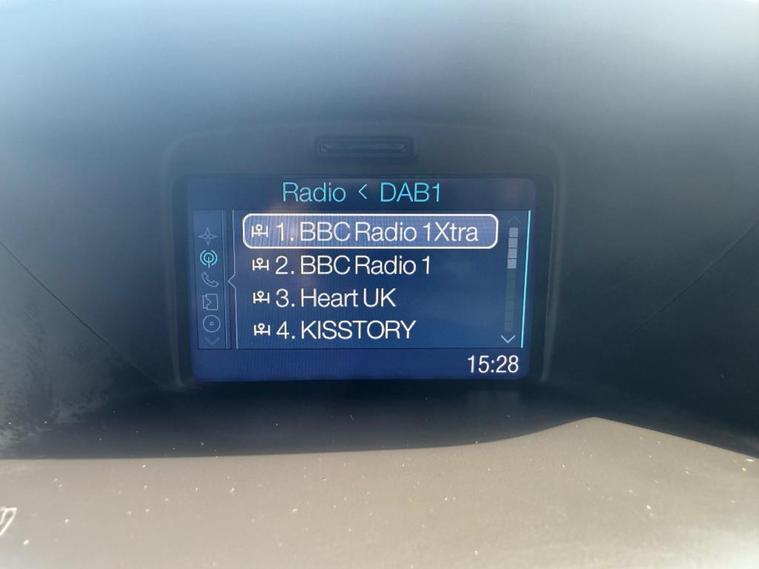 Radio < DAB1
1. BBC Radio 1Xtra
2. BBC Radio 1
3. Heart UK
4. KISSTORY
15:28